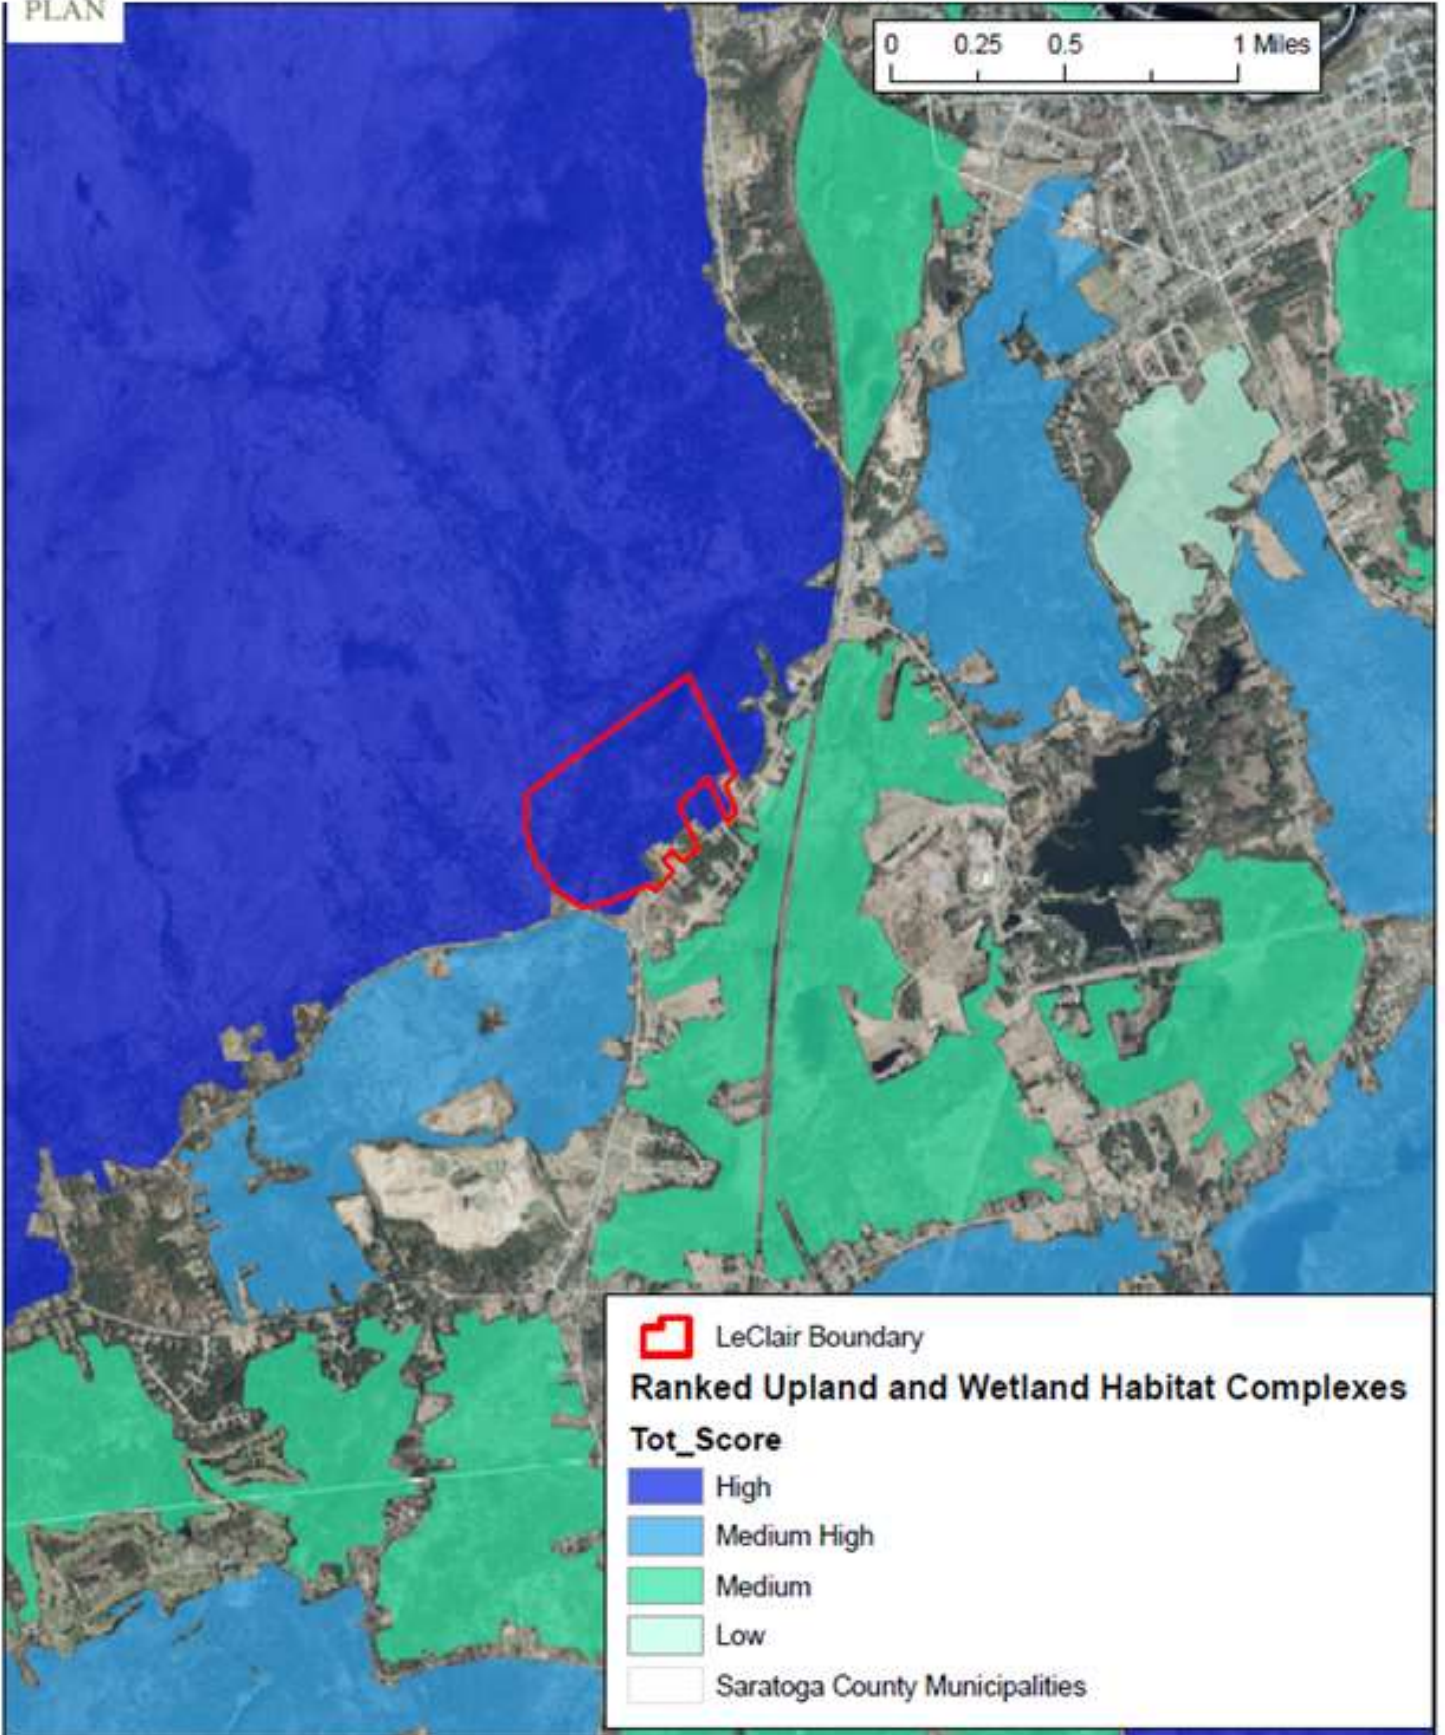 PLAN
0 0.25 0.5 1 Miles
LeClair Boundary
Ranked Upland and Wetland Habitat Complexes
Tot_Score
High
Medium High
Medium
Low
Saratoga County Municipalities